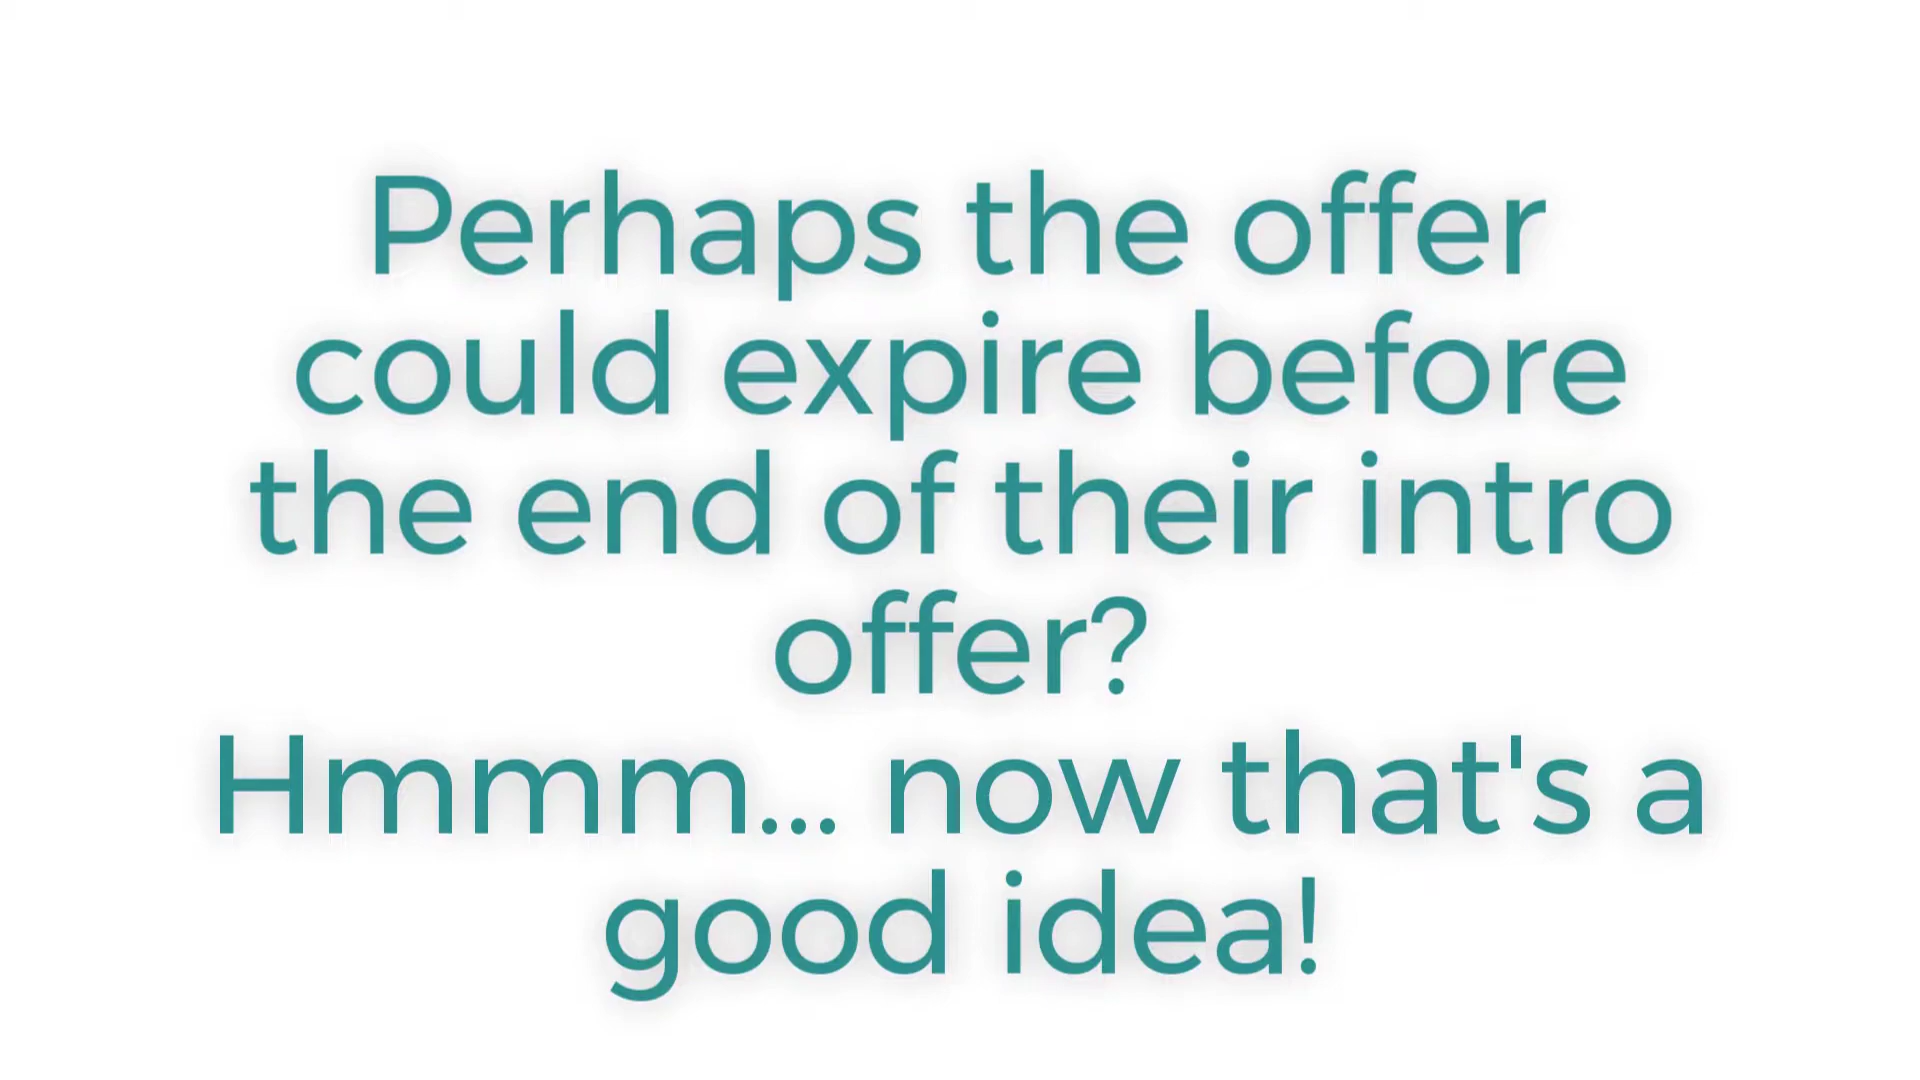 Perhaps the offer
could expire before
the end of their intro
offer?
Hmmm... now that's a
good idea!